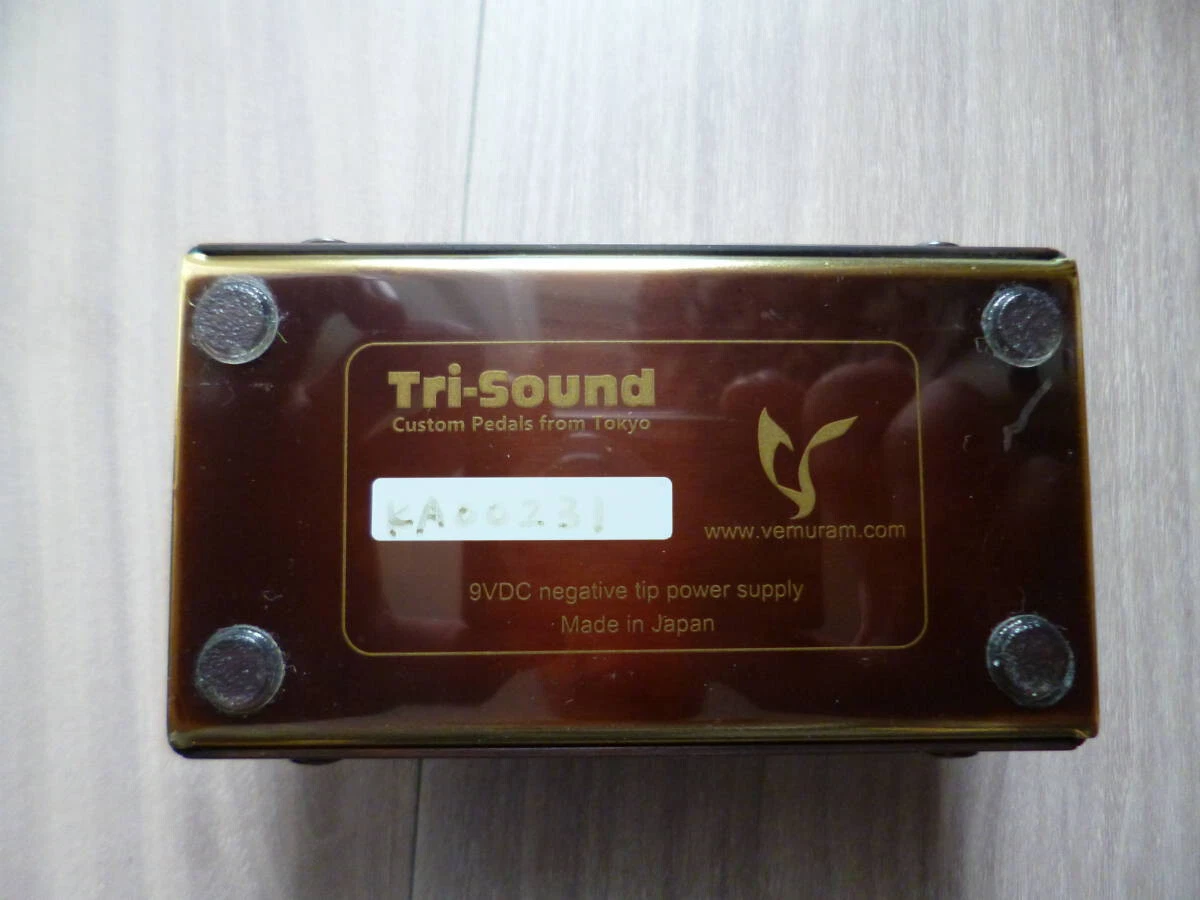 Tri-Sound
Custom Pedals from Tokyo
KA00231
www.vemuram.com
9VDC negative tip power supply
Made in Japan